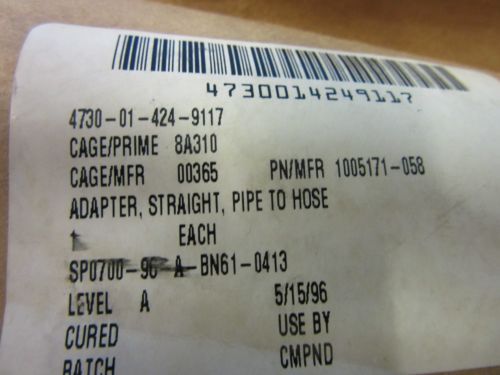 4730014249117
4730-01-424-9117
CAGE/PRIME 8A310
CAGE/MFR 00365 PN/MFR 1005171-058
ADAPTER, STRAIGHT, PIPE TO HOSE
EACH
SP0700-96-A-BN61-0413
LEVEL A 5/15/96
CURED USE BY
BATCH CMPND